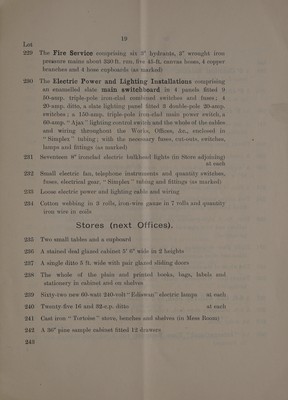 19
Lot
229 The Fire Service comprising six 3" hydrants, 3" wrought iron
pressure mains about 350 ft. run, five 45-ft. canvas hoses, 4 copper
branches and 4 hose cupboards (as marked)
230 The Electric Power and Lighting Installations comprising
an enamelled slate main switchboard in 4 panels fitted 9
50-amp. triple-pole iron-clad combined switches and fuses; 4
20-amp. ditto, a slate lighting panel fitted 8 double-pole 20-amp.
switches; a 150-amp. triple-pole iron-clad main power switch, a
60-amp. "Ajax" lighting control switch and the whole of the cables
and wiring throughout the Works, Offices, &c., enclosed in
"Simplex" tubing; with the necessary fuses, cut-outs, switches,
lamps and fittings (as marked)
231 Seventeen 8" ironclad electric bulkhead lights (in Stores adjoining)
at each
232 Small electric fan, telephone instruments and quantity switches,
fuses, electrical gear, "Simplex" tubing and fittings (as marked)
233 Loose electric power and lighting cable and wiring
234 Cotton webbing in 3 rolls, iron-wire gauze in 7 rolls and quantity
iron wire in coils
Stores (next Offices).
235 Two small tables and a cupboard
236 A stained deal glazed cabinet 5' 6" wide in 2 heights
237 A single ditto 8 ft. wide with pair glazed sliding doors
238 The whole of the plain and printed books, bags, labels and
stationery in cabinet and on shelves
239 Sixty-two new 60-watt 240-volt "Ediswan" electric lamps at each
240 Twenty-five 16 and 32-c.p. ditto at each
241 Cast iron "Tortoise" stove, benches and shelves (in Mess Room)
242 A 36" pine sample cabinet fitted 12 drawers
243